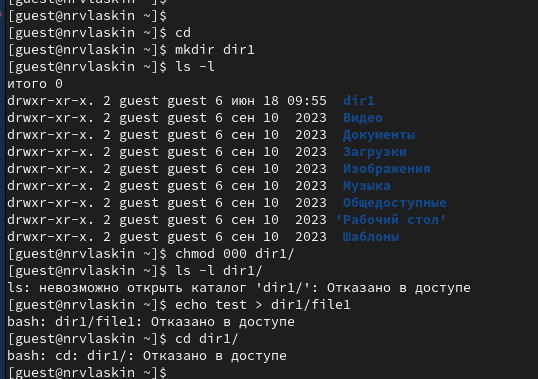 [guest@nrvlaskin ~]$
[guest@nrvlaskin ~]$
[guest@nrvlaskin ~]$ cd
[guest@nrvlaskin ~]$ mkdir dir1
[guest@nrvlaskin ~]$ ls -l
итого 0
drwxr-xr-x. 2 guest guest 6 июн 18 09:55  dir1
drwxr-xr-x. 2 guest guest 6 сен 10  2023  Видео
drwxr-xr-x. 2 guest guest 6 сен 10  2023  Документы
drwxr-xr-x. 2 guest guest 6 сен 10  2023  Загрузки
drwxr-xr-x. 2 guest guest 6 сен 10  2023  Изображения
drwxr-xr-x. 2 guest guest 6 сен 10  2023  Музыка
drwxr-xr-x. 2 guest guest 6 сен 10  2023  Общедоступные
drwxr-xr-x. 2 guest guest 6 сен 10  2023 'Рабочий стол'
drwxr-xr-x. 2 guest guest 6 сен 10  2023  Шаблоны
[guest@nrvlaskin ~]$ chmod 000 dir1/
[guest@nrvlaskin ~]$ ls -l dir1/
ls: невозможно открыть каталог 'dir1/': Отказано в доступе
[guest@nrvlaskin ~]$ echo test > dir1/file1
bash: dir1/file1: Отказано в доступе
[guest@nrvlaskin ~]$ cd dir1/
bash: cd: dir1/: Отказано в доступе
[guest@nrvlaskin ~]$